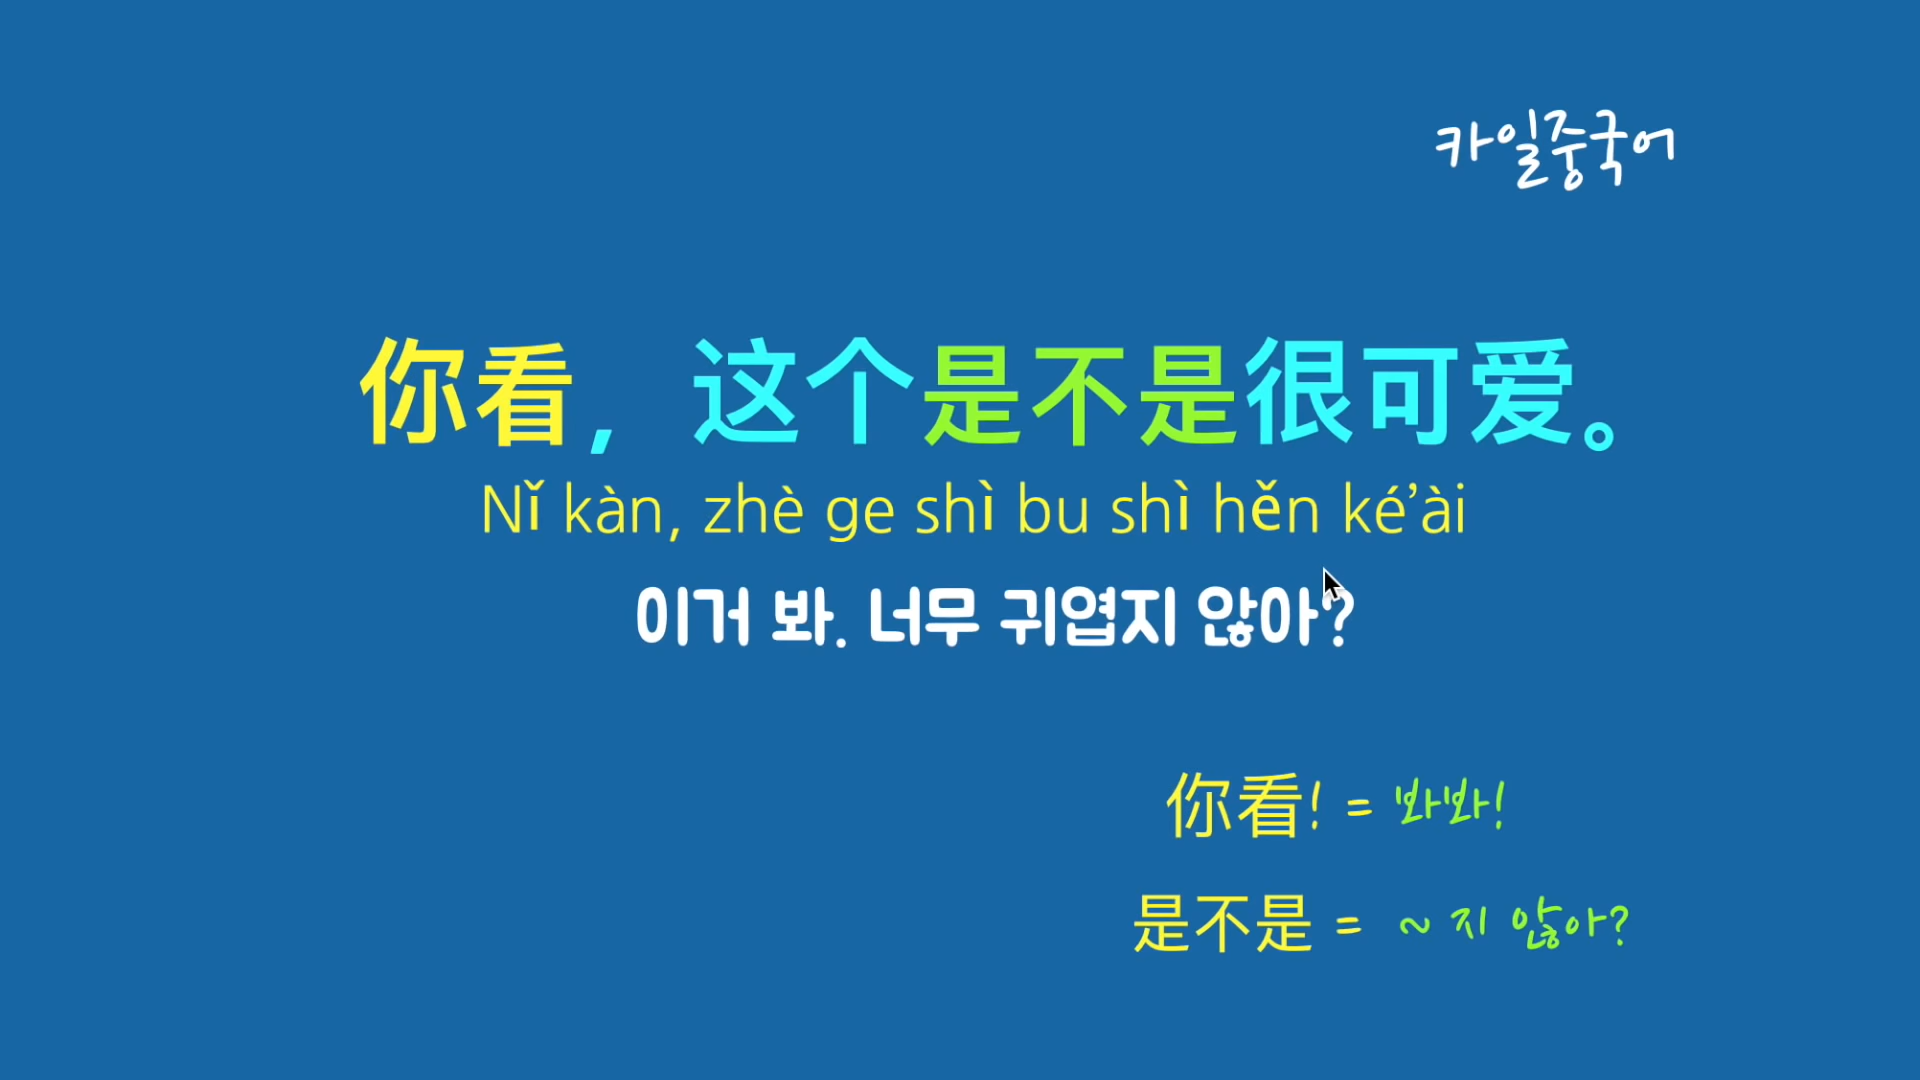 카일중국어
你看，这个是不是很可爱。
Nǐ kàn, zhè ge shì bu shì hěn ké’ài
이거 봐. 너무 귀엽지 않아?
你看! = 봐봐!
是不是 = ~ 지 않아?